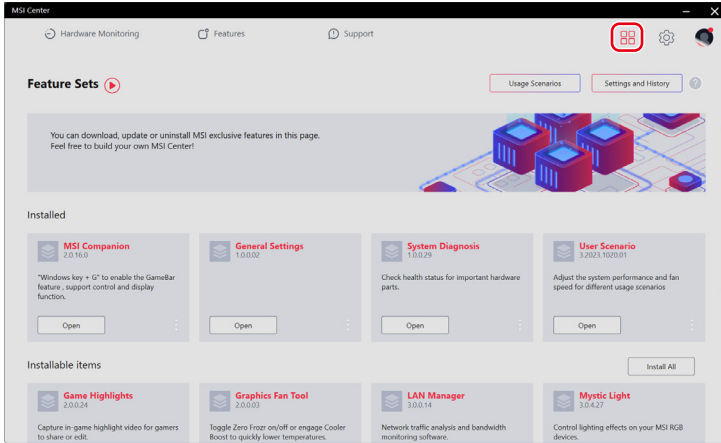 MSI Center
Hardware Monitoring
Features
Support
Feature Sets
Usage Scenarios
Settings and History
?
You can download, update or uninstall MSI exclusive features in this page.
Feel free to build your own MSI Center!
Installed
MSI Companion
2.0.16.0
"Windows key + G" to enable the GameBar
feature , support control and display
function.
Open
General Settings
1.0.0.02
Open
System Diagnosis
1.0.0.29
Check health status for important hardware
parts.
Open
User Scenario
3.2023.1020.01
Adjust the system performance and fan
speed for different usage scenarios
Open
Installable items
Install All
Game Highlights
2.0.0.24
Capture in-game highlight video for gamers
to share or edit.
Graphics Fan Tool
2.0.0.03
Toggle Zero Frozr on/off or engage Cooler
Boost to quickly lower temperatures.
LAN Manager
3.0.0.14
Network traffic analysis and bandwidth
monitoring software.
Mystic Light
3.0.4.27
Control lighting effects on your MSI RGB
devices.